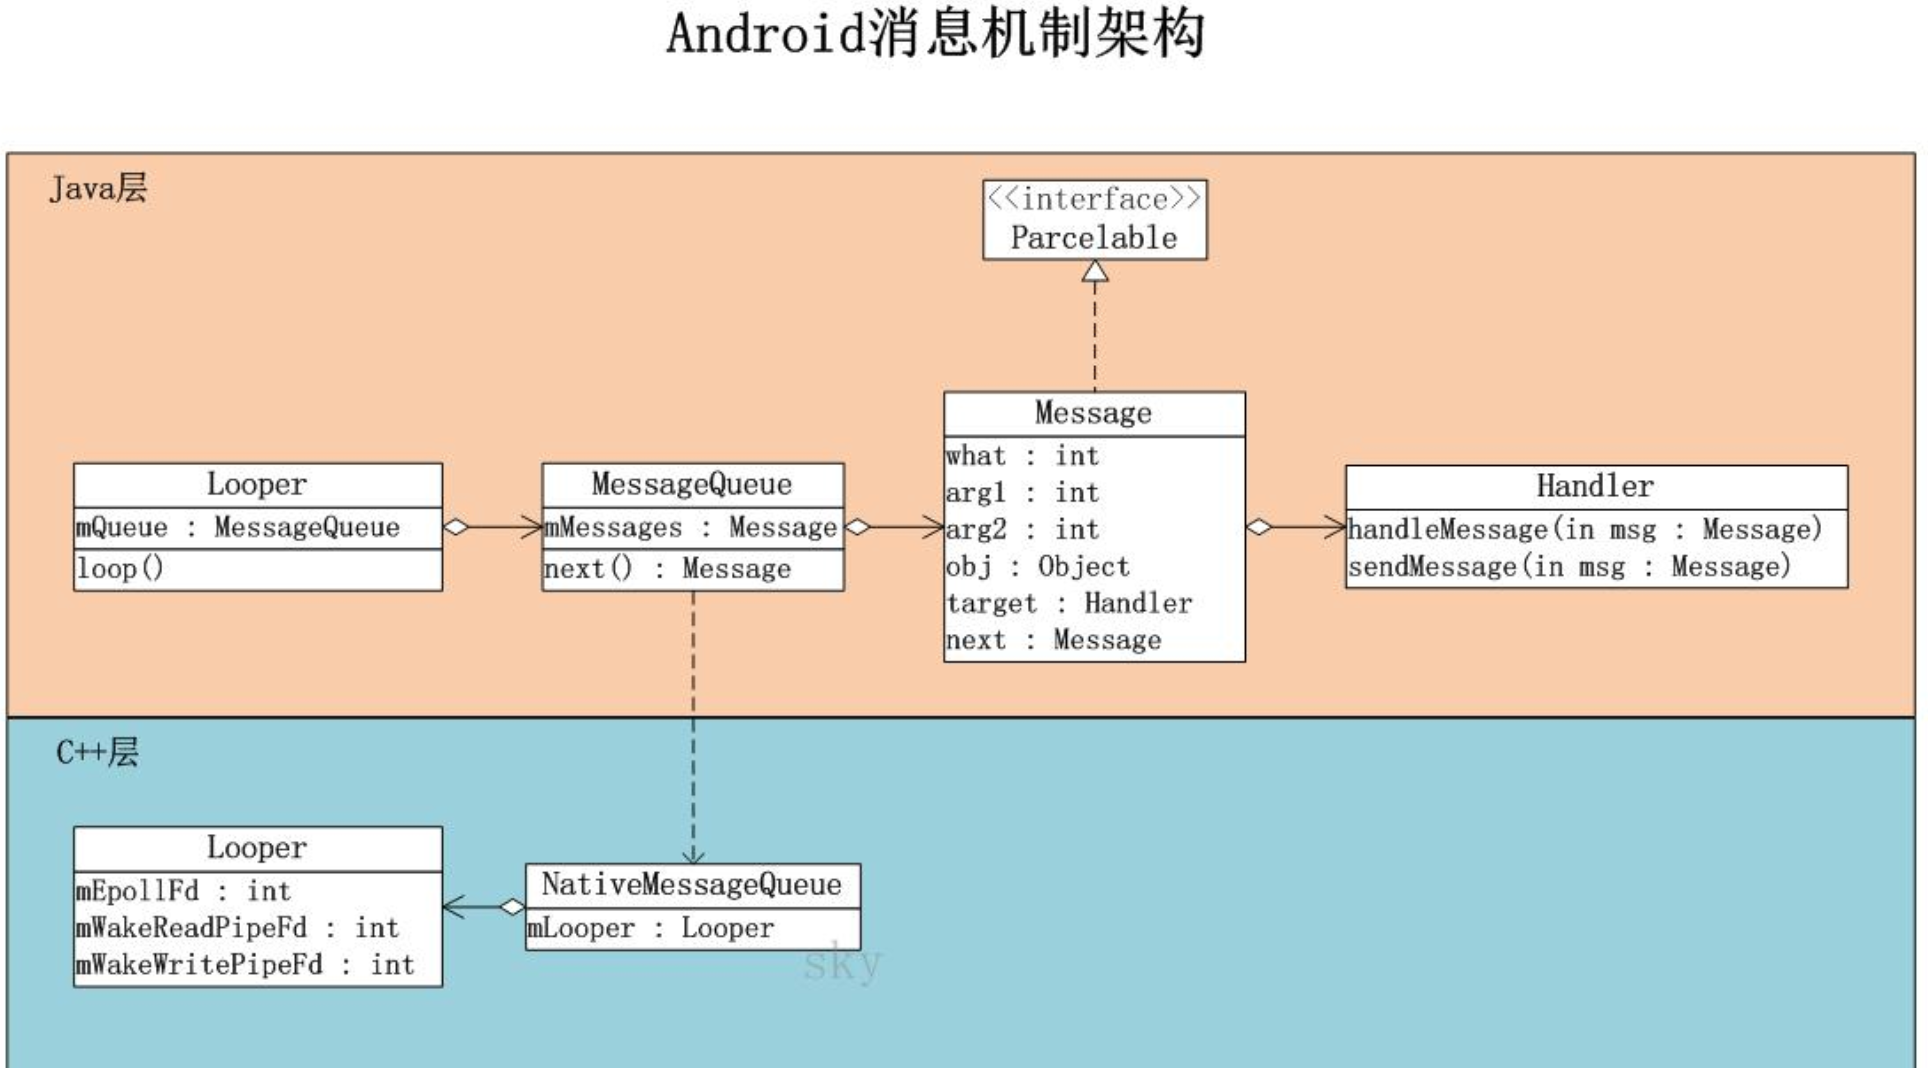 Android消息机制架构
Java层
<<interface>>
Parcelable
Message
what : int
arg1 : int
arg2 : int
obj : Object
target : Handler
next : Message
Looper
mQueue : MessageQueue
loop()
MessageQueue
mMessages : Message
next() : Message
Handler
handleMessage(in msg : Message)
sendMessage(in msg : Message)
C++层
Looper
mEpollFd : int
mWakeReadPipeFd : int
mWakeWritePipeFd : int
NativeMessageQueue
mLooper : Looper
sky